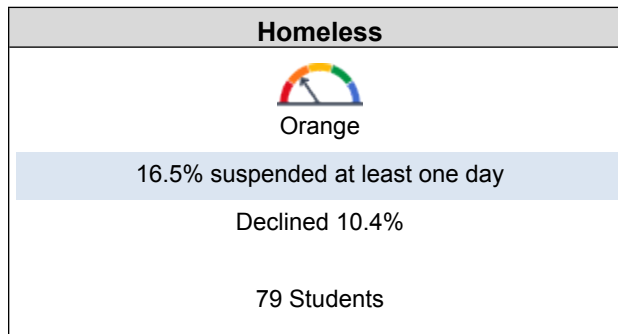 Homeless
Orange
16.5% suspended at least one day
Declined 10.4%
79 Students